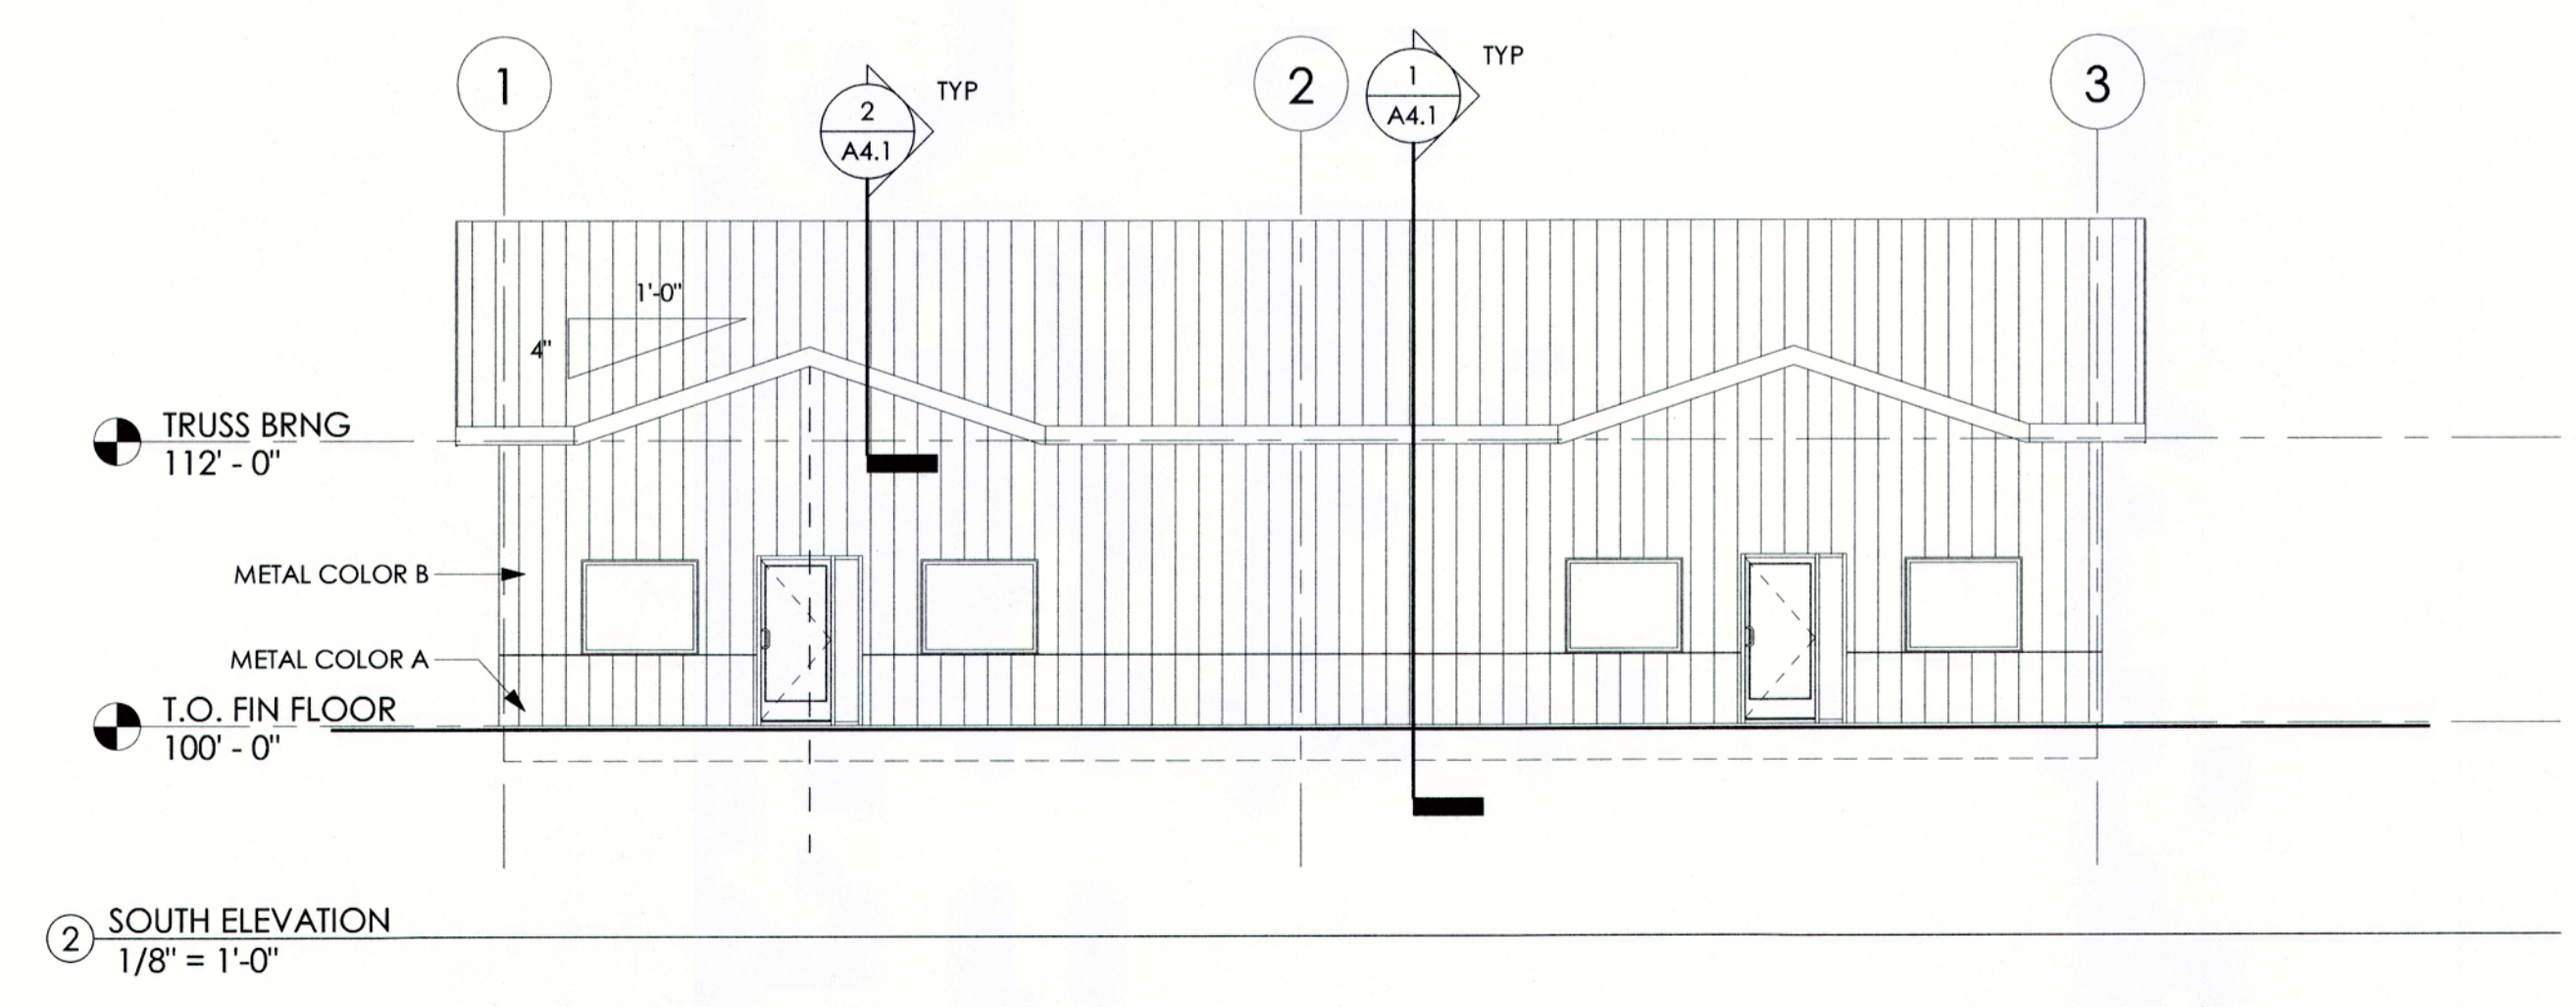 1
2
A4.1
TYP
2
1
A4.1
TYP
3
1'-0"
4"
TRUSS BRNG
112' - 0"
METAL COLOR B
METAL COLOR A
T.O. FIN FLOOR
100' - 0"
2
SOUTH ELEVATION
1/8" = 1'-0"